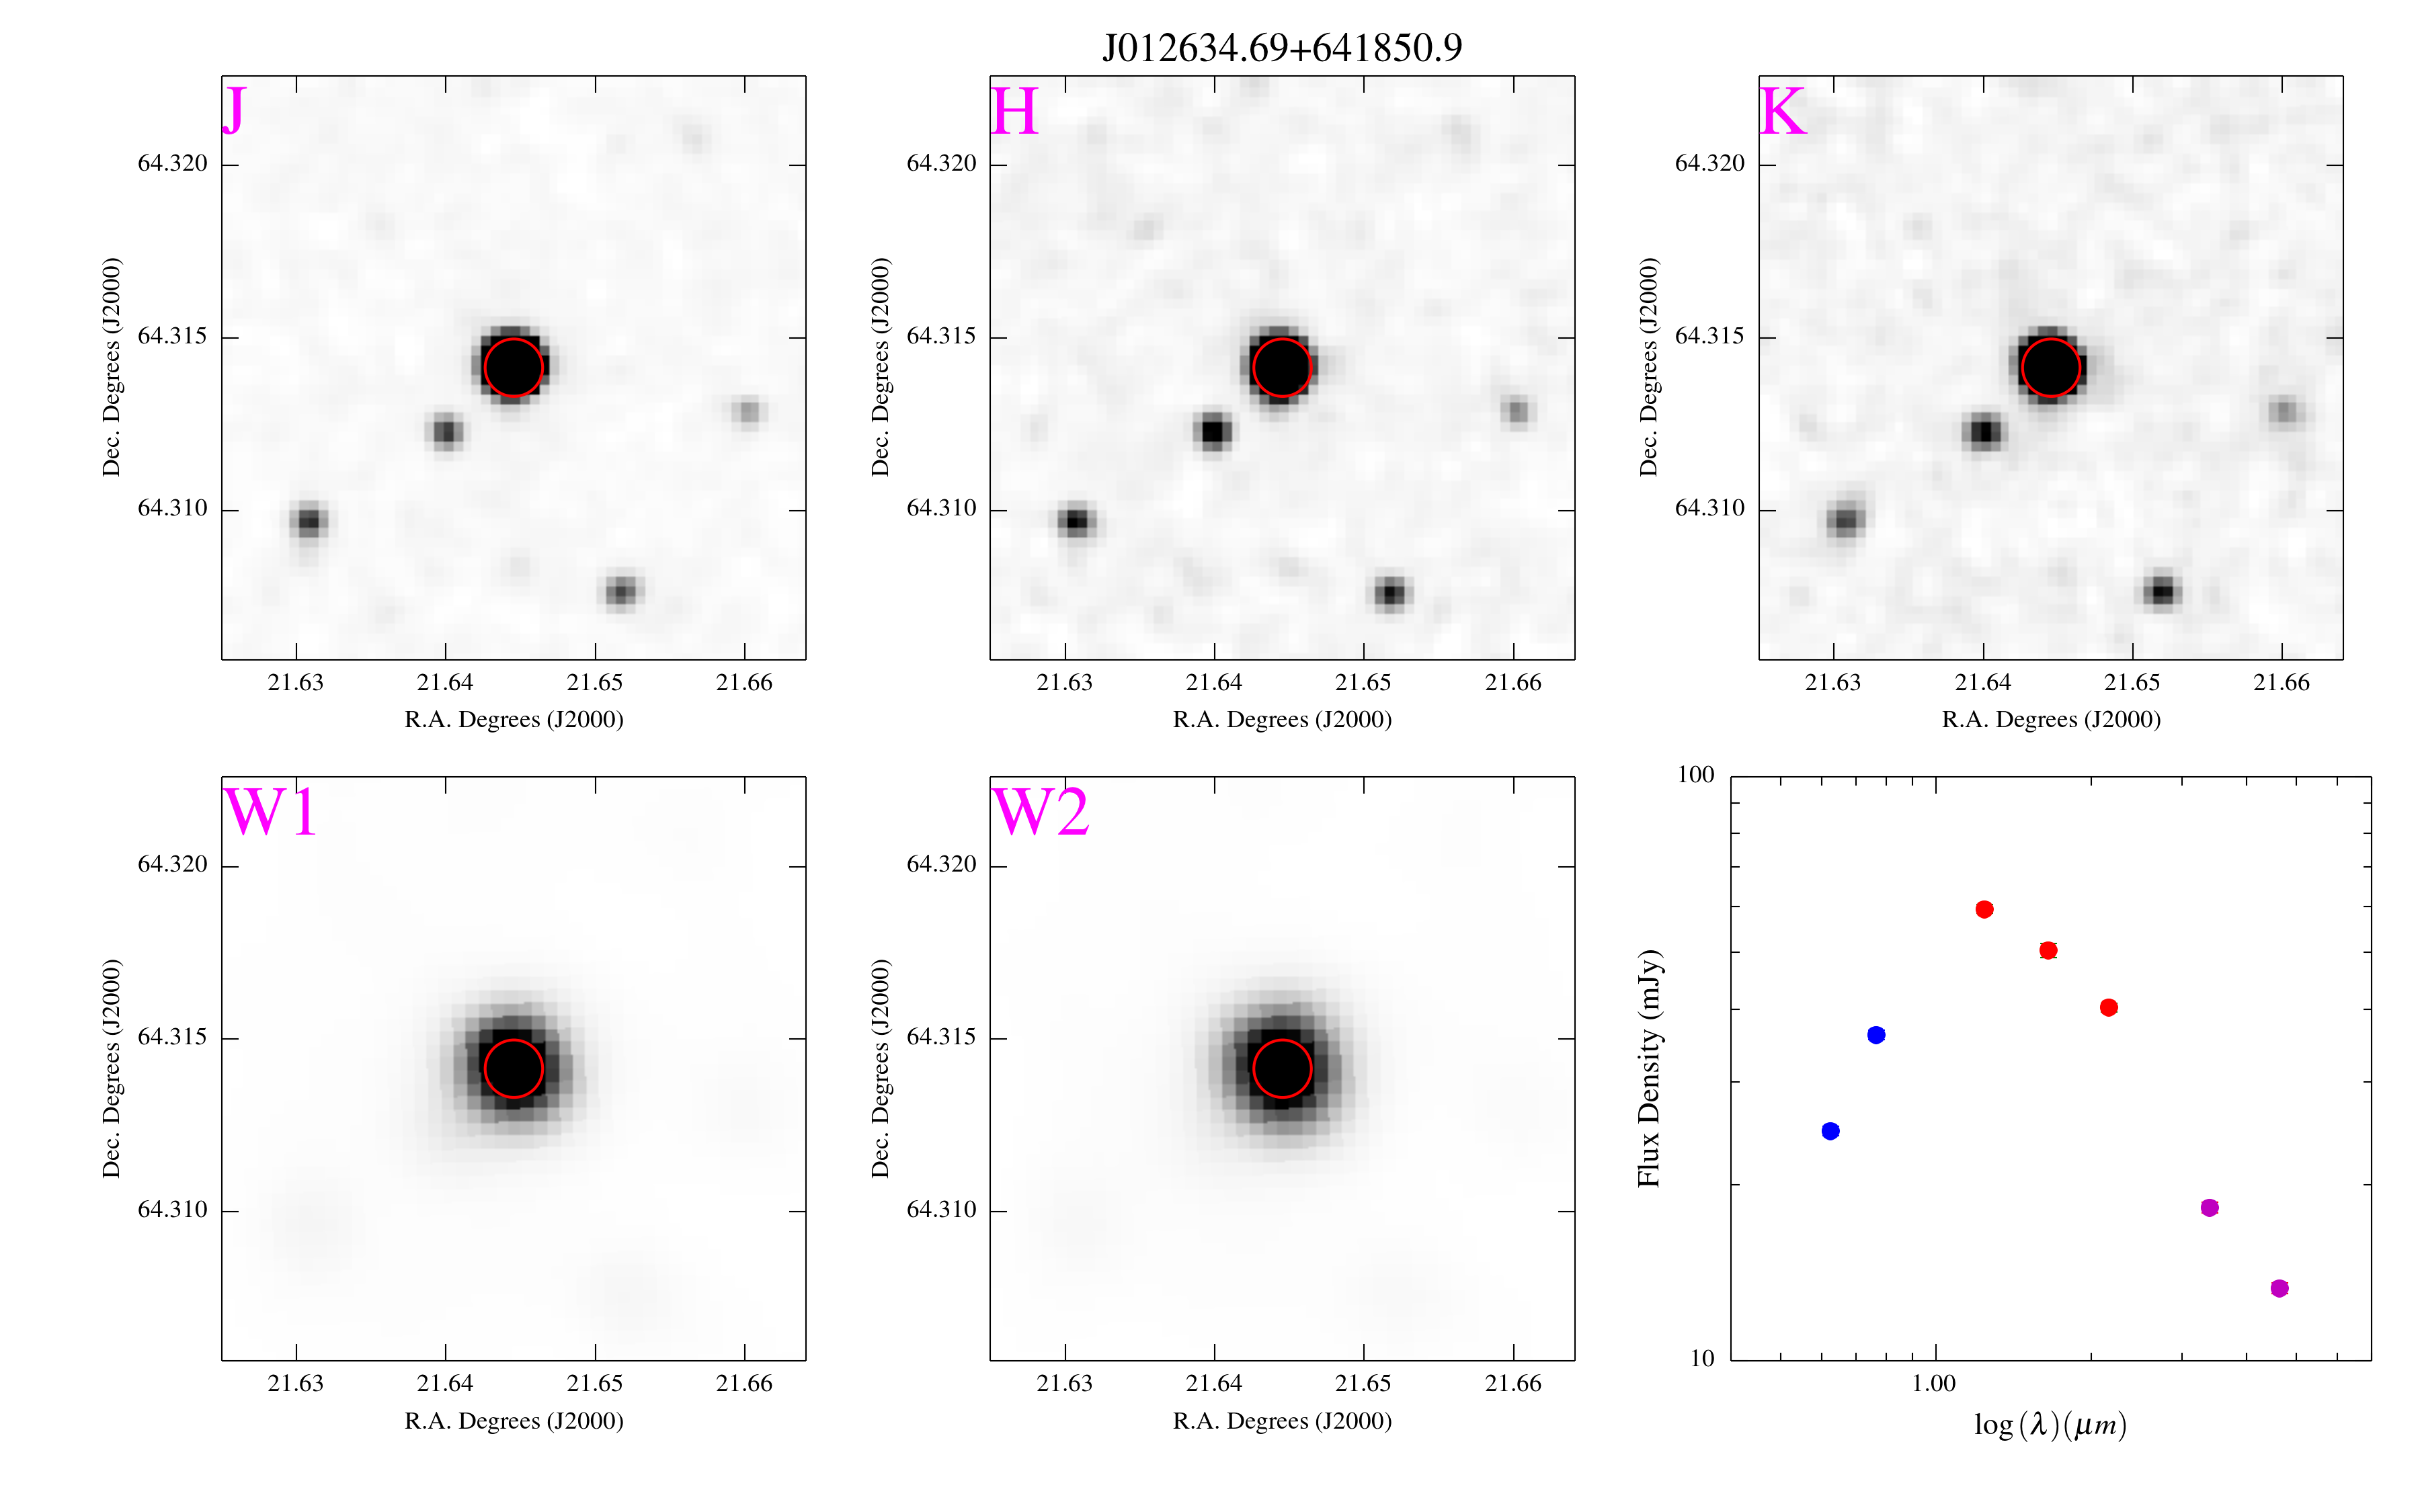 J012634.69+641850.9
J
64.320
64.315
64.310
Dec. Degrees (J2000)
21.63 21.64 21.65 21.66
R.A. Degrees (J2000)
H
64.320
64.315
64.310
Dec. Degrees (J2000)
21.63 21.64 21.65 21.66
R.A. Degrees (J2000)
K
64.320
64.315
64.310
Dec. Degrees (J2000)
21.63 21.64 21.65 21.66
R.A. Degrees (J2000)
W1
64.320
64.315
64.310
Dec. Degrees (J2000)
21.63 21.64 21.65 21.66
R.A. Degrees (J2000)
W2
64.320
64.315
64.310
Dec. Degrees (J2000)
21.63 21.64 21.65 21.66
R.A. Degrees (J2000)
100
10
Flux Density (mJy)
1.00
log(λ)(μm)